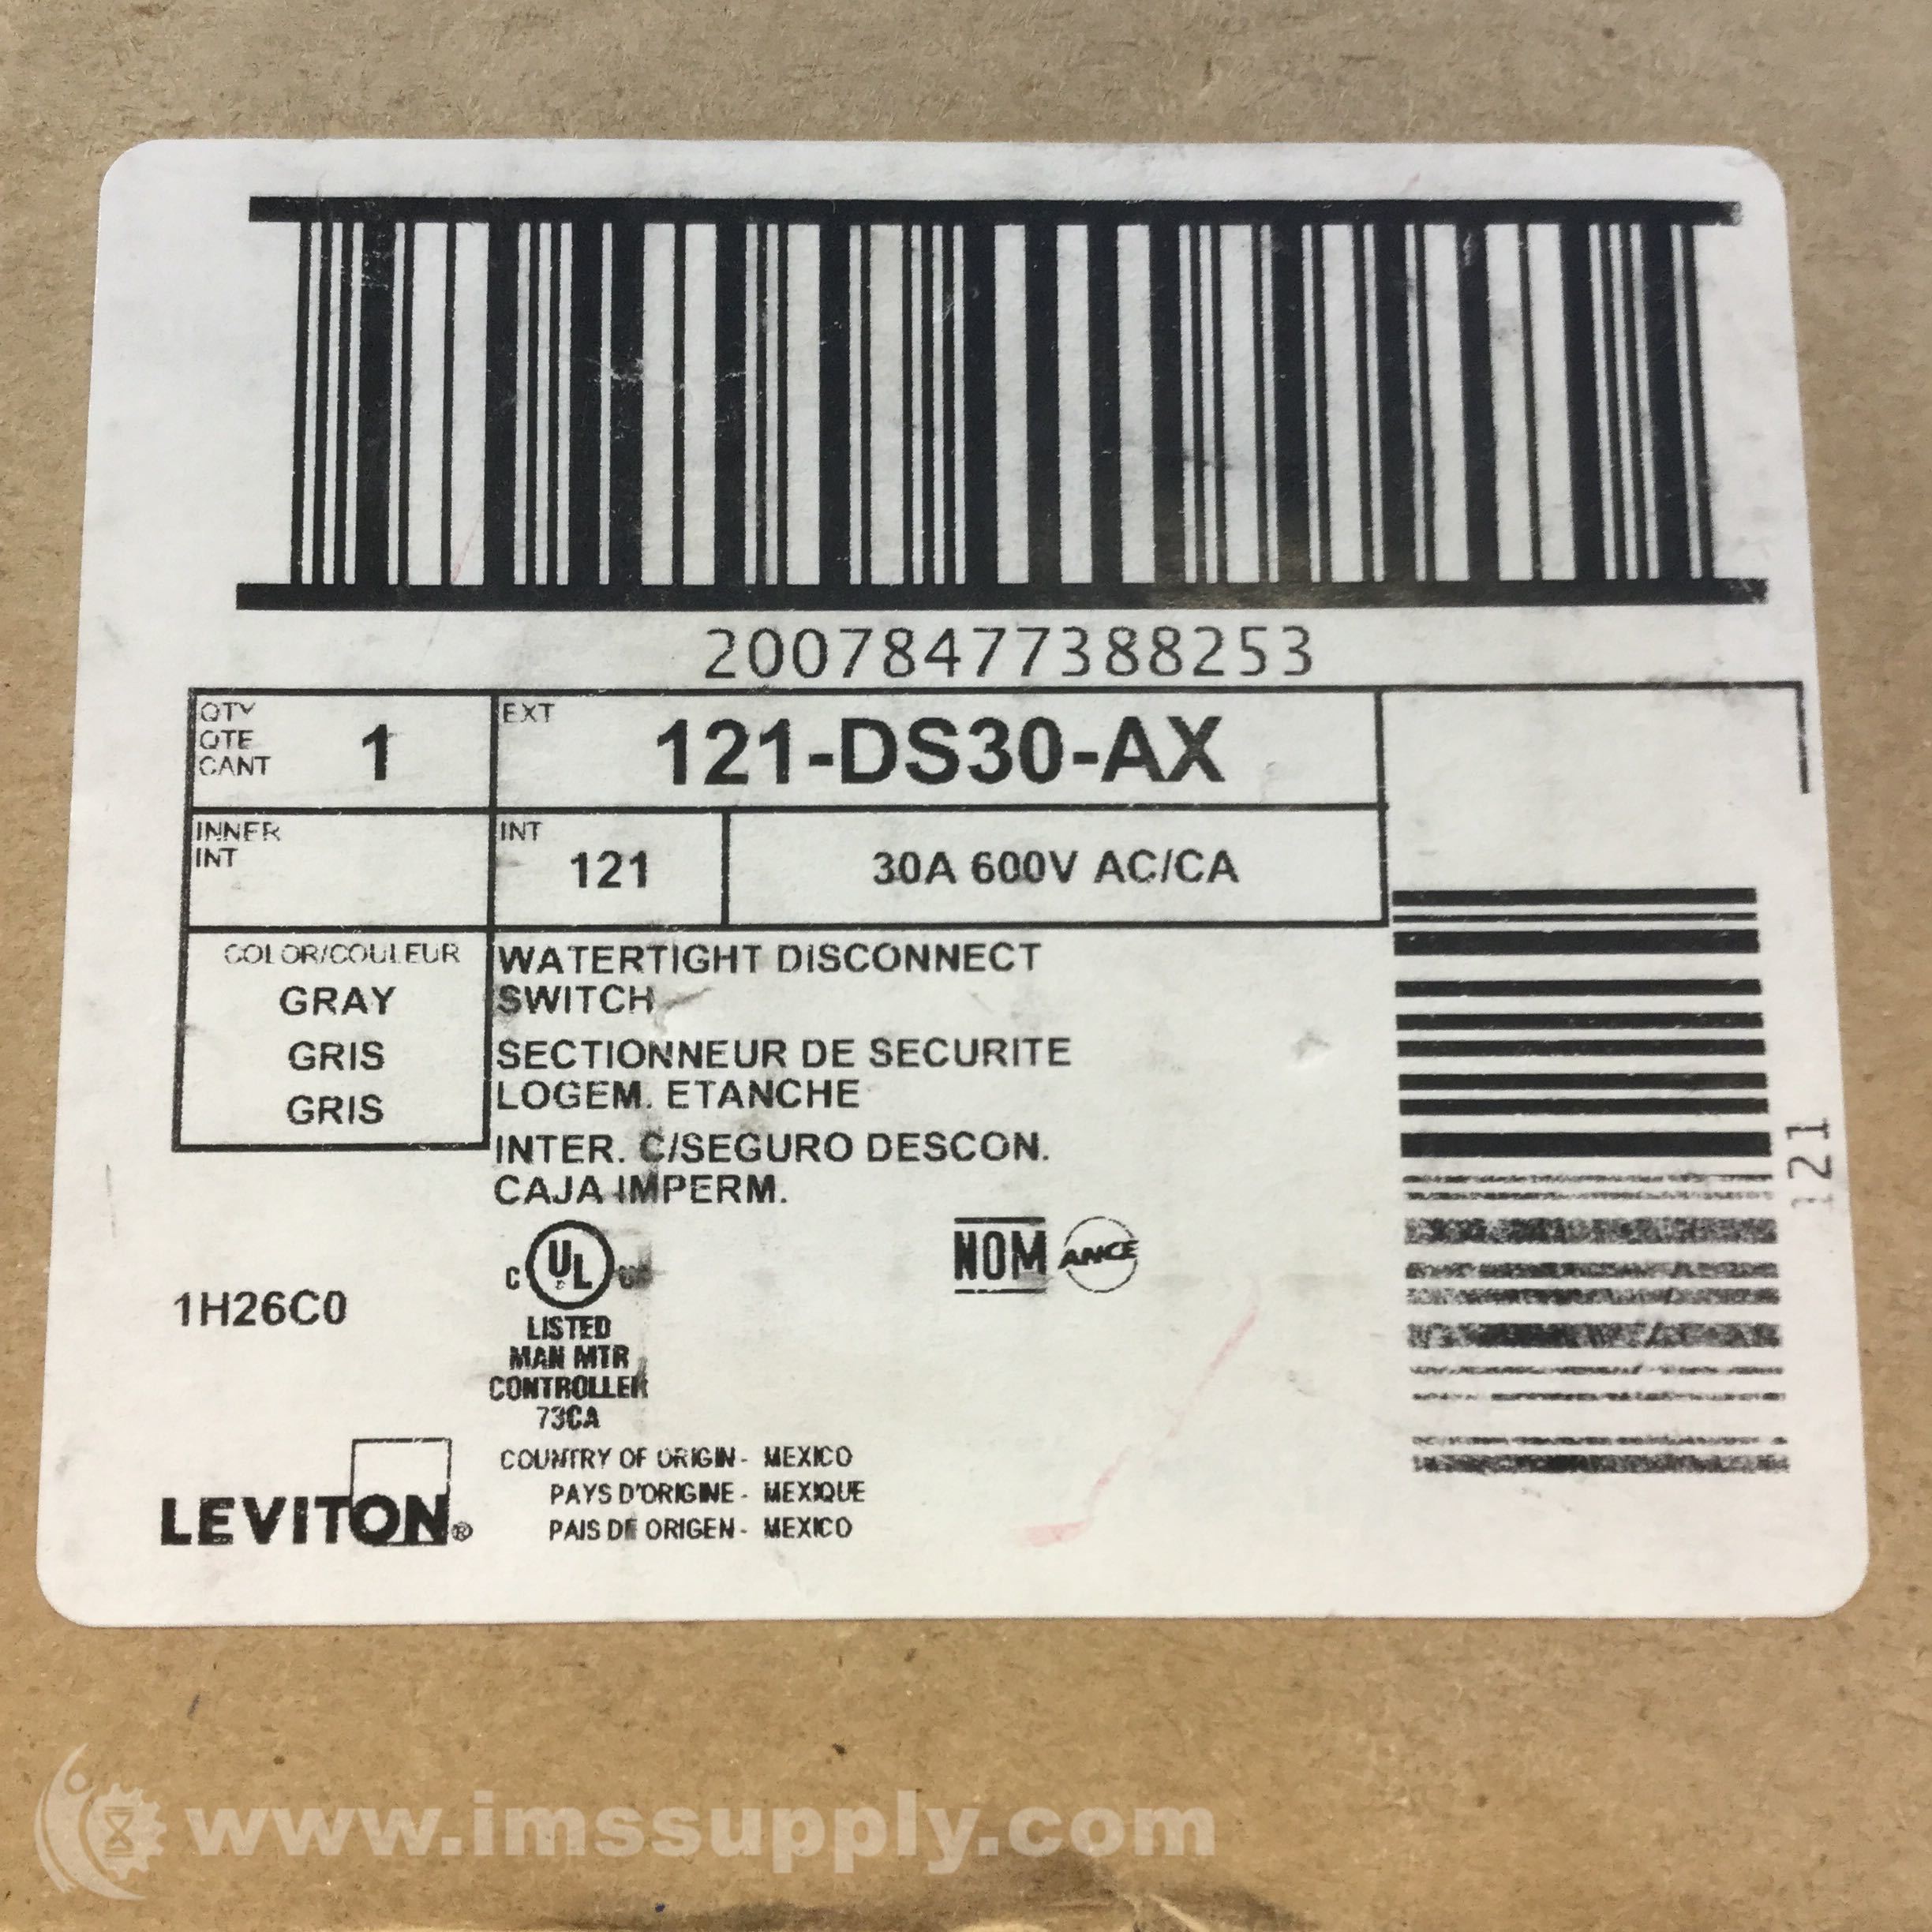 20078477388253
QTY
QTE
CANT
1
EXT
121-DS30-AX
INNER
INT
INT
121
30A 600V AC/CA
COLOR/COULEUR
GRAY
GRIS
GRIS
WATERTIGHT DISCONNECT
SWITCH
SECTIONNEUR DE SECURITE
LOGEM. ETANCHE
INTER. C/SEGURO DESCON.
CAJA IMPERM.
121
1H26C0
C UL ®
LISTED
MAN MTR
CONTROLLER
73CA
NOM ANCE
LEVITON®
COUNTRY OF ORIGIN - MEXICO
PAYS D'ORIGINE - MEXIQUE
PAIS DE ORIGEN - MEXICO
www.imssupply.com